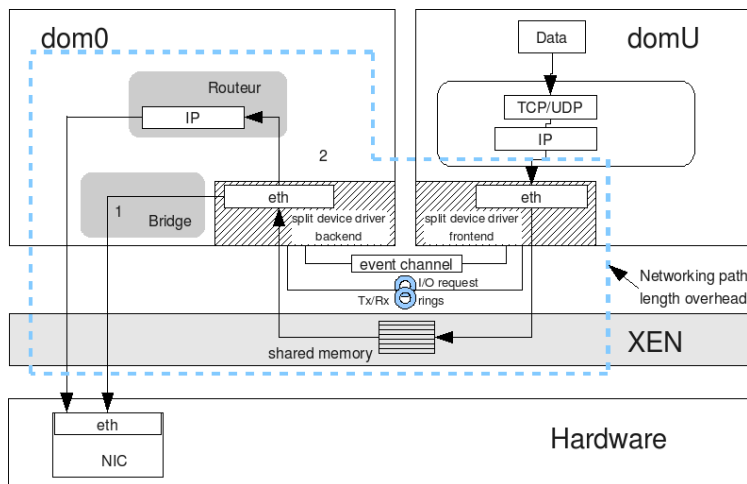 dom0
Data
domU
Routeur
IP
TCP/UDP
IP
2
eth
eth
1
Bridge
split device driver
backend
split device driver
frontend
event channel
I/O request
Tx/Rx rings
Networking path
length overhead
shared memory
XEN
eth
NIC
Hardware